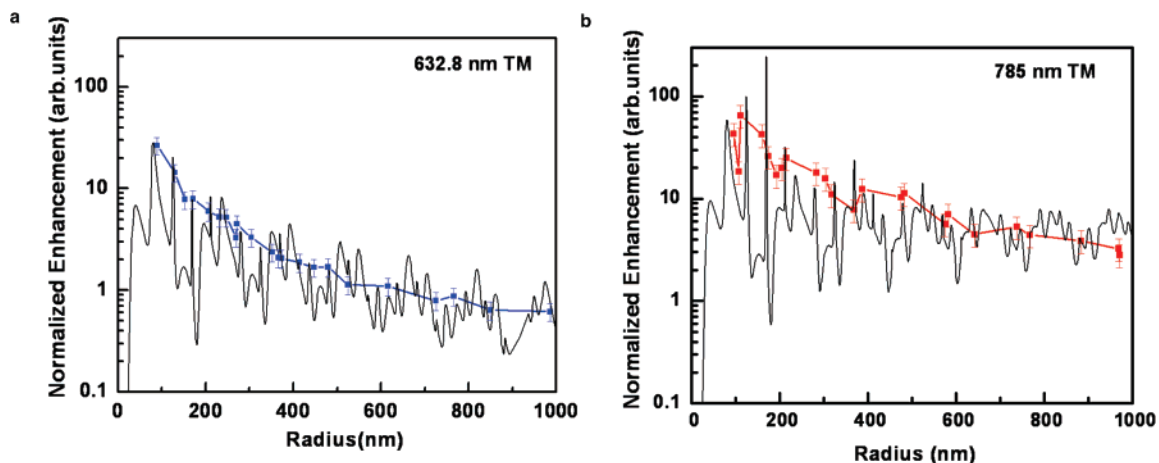 a
Normalized Enhancement (arb.units)
632.8 nm TM
100
10
1
0.1
0 200 400 600 800 1000
Radius(nm)
b
Normalized Enhancement (arb.units)
785 nm TM
100
10
1
0.1
0 200 400 600 800 1000
Radius (nm)